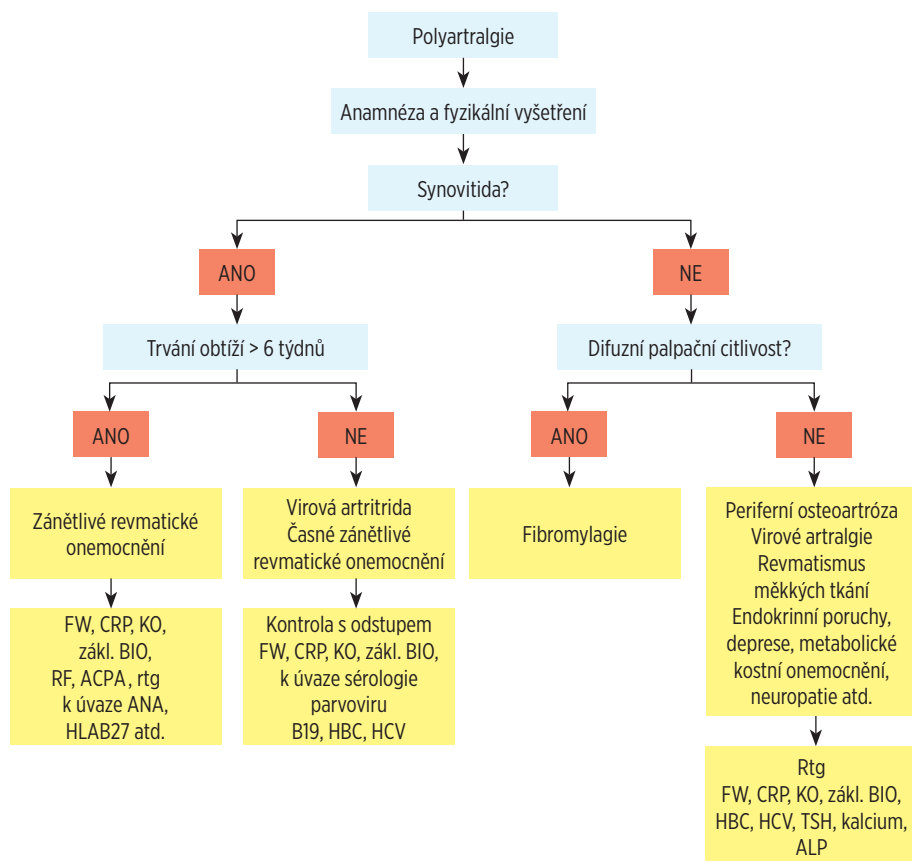 Polyartralgie
Anamnéza a fyzikální vyšetření
Synovitida?
ANO
NE
Trvání obtíží > 6 týdnů
Difuzní palpační citlivost?
ANO
NE
ANO
NE
Zánětlivé revmatické
onemocnění
Virová artritrida
Časné zánětlivé
revmatické onemocnění
Fibromylagie
Periferní osteoartróza
Virové artralgie
Revmatismus
měkkých tkání
Endokrinní poruchy,
deprese, metabolické
kostní onemocnění,
neuropatie atd.
FW, CRP, KO,
zákl. BIO,
RF, ACPA, rtg
k úvaze ANA,
HLAB27 atd.
Kontrola s odstupem
FW, CRP, KO, zákl. BIO,
k úvaze sérologie
parvoviru
B19, HBC, HCV
Rtg
FW, CRP, KO, zákl. BIO,
HBC, HCV, TSH, kalcium,
ALP